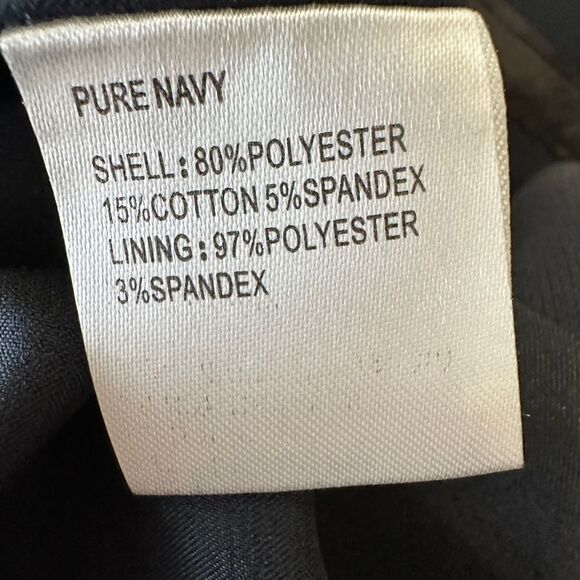 PURE NAVY
SHELL:80%POLYESTER
15%COTTON 5%SPANDEX
LINING:97%POLYESTER
3%SPANDEX